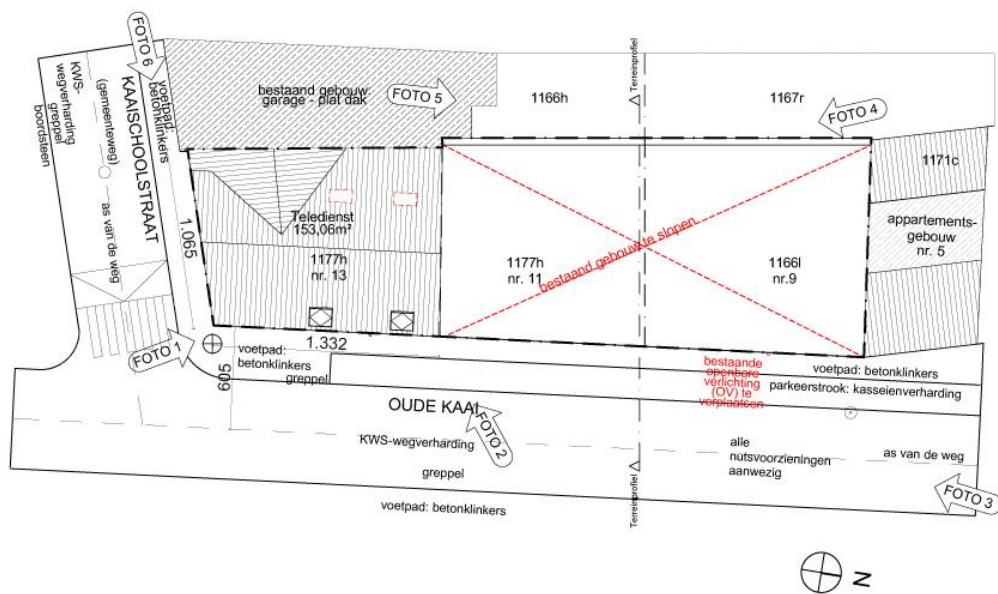 FOTO 6
KWS-
wegverharding
greppel
boordsteen
(gemeenteweg)
KAAISCHOOLSTRAAT
voetpad:
betonklinkers
as van de weg
1.065
bestaand gebouw:
garage - plat dak
FOTO 5
1166h
Terreinprofiel
1167r
FOTO 4
1171c
appartements-
gebouw
nr. 5
Teledienst
153,06m²
1177h
nr. 13
bestaand gebouw te slopen
1177h
nr. 11
1166l
nr.9
FOTO 1
1.332
605
voetpad:
betonklinkers
greppel
bestaande
openbare
verlichting
(OV) te
verplaatsen
voetpad: betonklinkers
parkeerstrook: kasseienverharding
OUDE KAAI
FOTO 2
KWS-wegverharding
greppel
alle
nutsvoorzieningen
aanwezig
as van de weg
Terreinprofiel
FOTO 3
voetpad: betonklinkers
N